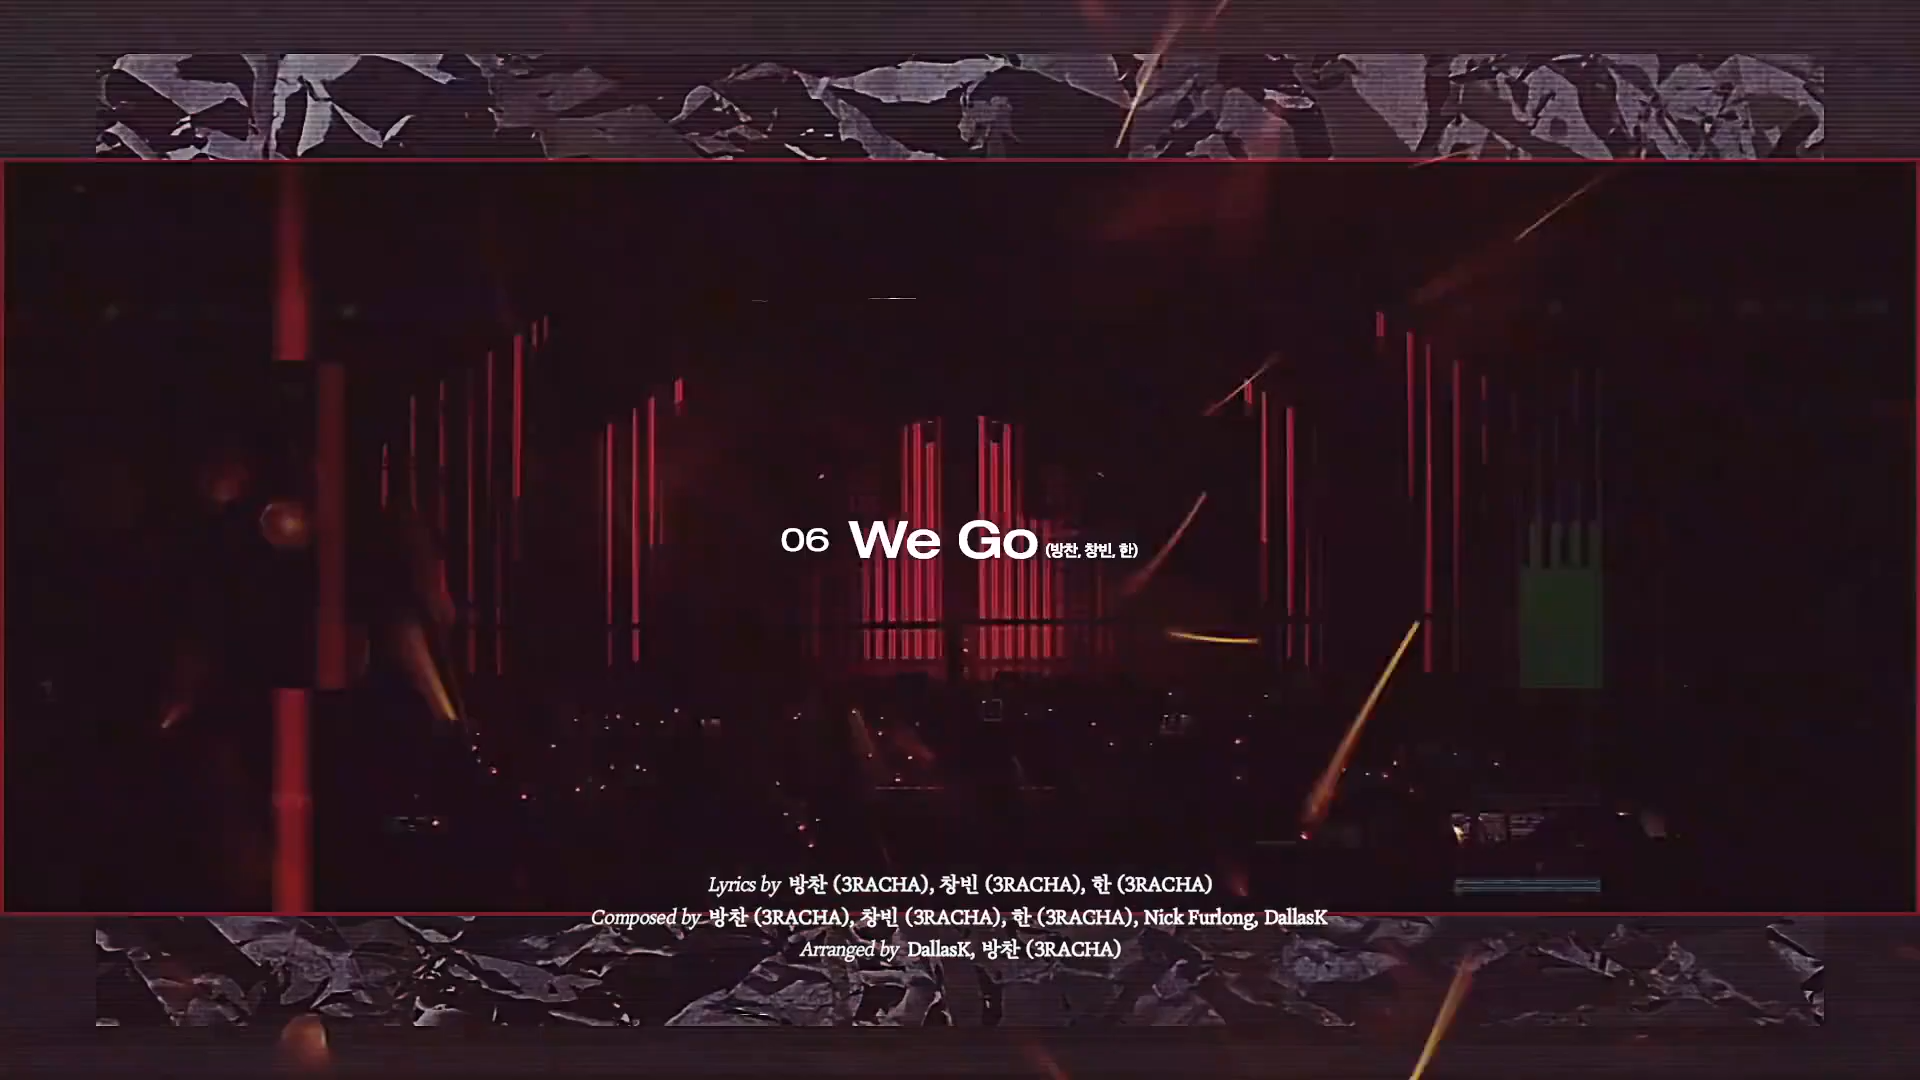 06 We Go (방찬, 창빈, 한)
Lyrics by 방찬 (3RACHA), 창빈 (3RACHA), 한 (3RACHA)
Composed by 방찬 (3RACHA), 창빈 (3RACHA), 한 (3RACHA), Nick Furlong, DallasK
Arranged by DallasK, 방찬 (3RACHA)